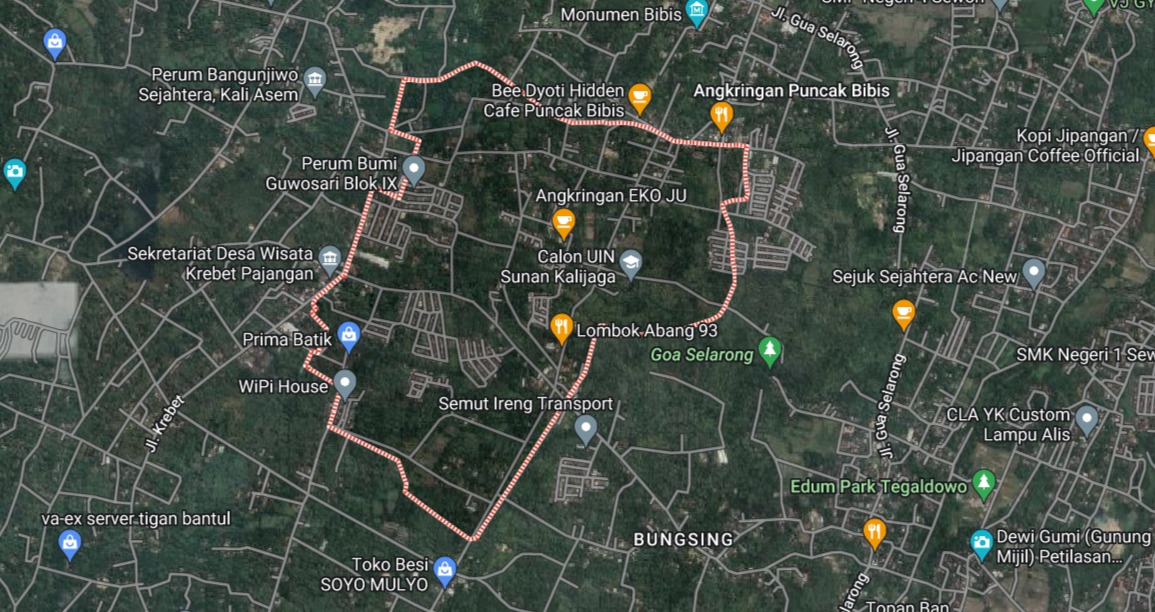 SMP Negeri 1 Sewon
VJ GY
Monumen Bibis
Jl. Gua Selarong
Perum Bangunjiwo
Sejahtera, Kali Asem
Bee Dyoti Hidden
Cafe Puncak Bibis
Angkringan Puncak Bibis
Kopi Jipangan /
Jipangan Coffee Official
Jl. Gua Selarong
Perum Bumi
Guwosari Blok IX
Angkringan EKO JU
Sekretariat Desa Wisata
Krebet Pajangan
Calon UIN
Sunan Kalijaga
Sejuk Sejahtera Ac New
Prima Batik
Lombok Abang 93
Goa Selarong
SMK Negeri 1 Sew
WiPi House
Semut Ireng Transport
Jl. Krebet
Jl. Gua Selarong
CLA YK Custom
Lampu Alis
Edum Park Tegaldowo
va-ex server tigan bantul
BUNGSING
Dewi Gumi (Gunung
Mijil) Petilasan...
Toko Besi
SOYO MULYO
larong
Topan Ban